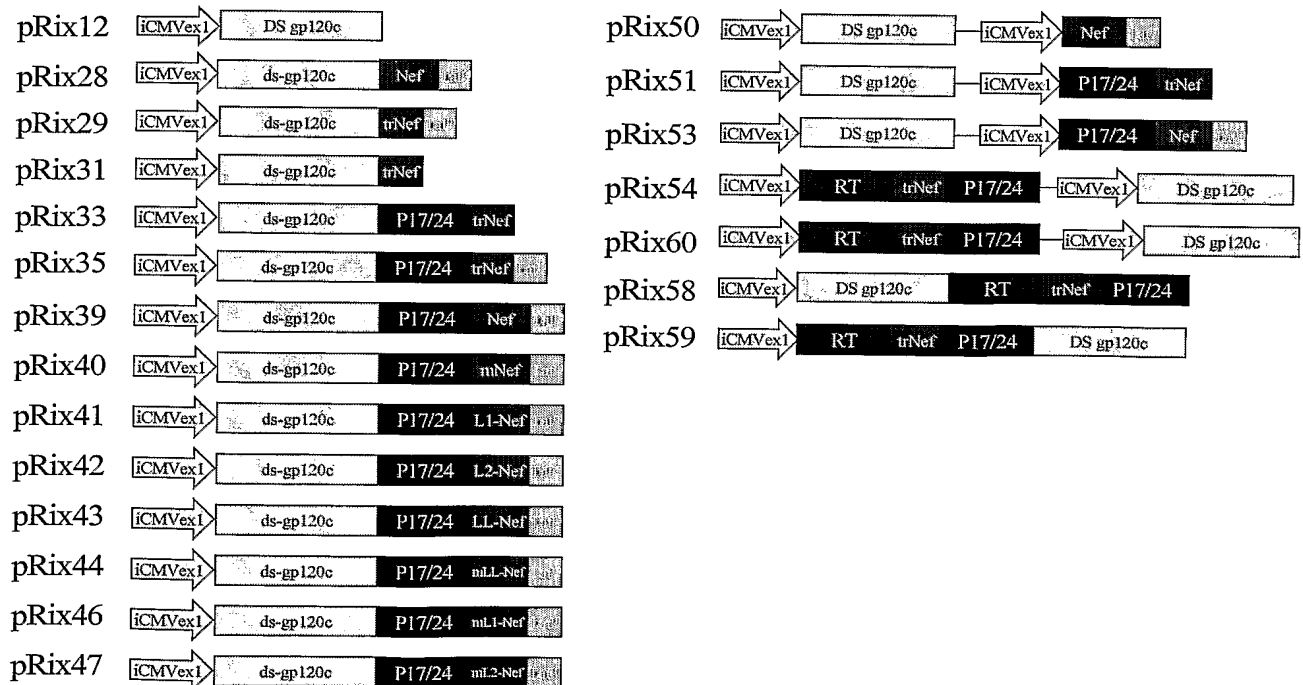 pRix12 iCMVex1 DS gp120c
pRix28 iCMVex1 ds-gp120c Nef
pRix29 iCMVex1 ds-gp120c trNef
pRix31 iCMVex1 ds-gp120c trNef
pRix33 iCMVex1 ds-gp120c P17/24 trNef
pRix35 iCMVex1 ds-gp120c P17/24 trNef
pRix39 iCMVex1 ds-gp120c P17/24 Nef
pRix40 iCMVex1 ds-gp120c P17/24 mNef
pRix41 iCMVex1 ds-gp120c P17/24 L1-Nef
pRix42 iCMVex1 ds-gp120c P17/24 L2-Nef
pRix43 iCMVex1 ds-gp120c P17/24 LL-Nef
pRix44 iCMVex1 ds-gp120c P17/24 mLL-Nef
pRix46 iCMVex1 ds-gp120c P17/24 mL1-Nef
pRix47 iCMVex1 ds-gp120c P17/24 mL2-Nef
pRix50 iCMVex1 DS gp120c iCMVex1 Nef
pRix51 iCMVex1 DS gp120c iCMVex1 P17/24 trNef
pRix53 iCMVex1 DS gp120c iCMVex1 P17/24 Nef
pRix54 iCMVex1 RT trNef P17/24 iCMVex1 DS gp120c
pRix60 iCMVex1 RT trNef P17/24 iCMVex1 DS gp120c
pRix58 iCMVex1 DS gp120c RT trNef P17/24
pRix59 iCMVex1 RT trNef P17/24 DS gp120c